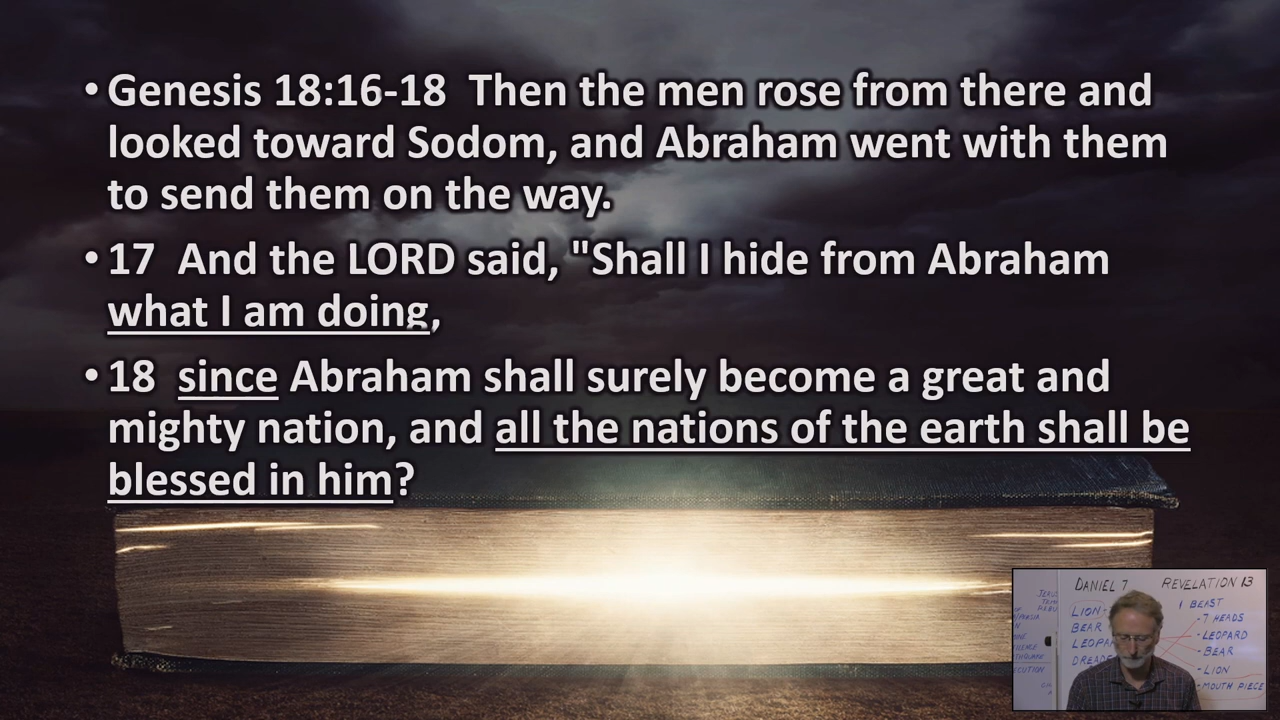 • Genesis 18:16-18 Then the men rose from there and
looked toward Sodom, and Abraham went with them
to send them on the way.
• 17 And the LORD said, "Shall I hide from Abraham
what I am doing,
• 18 since Abraham shall surely become a great and
mighty nation, and all the nations of the earth shall be
blessed in him?
DANIEL 7
LION-
BEAR
REVELATION 13
1 BEAST
-7 HEADS
-LEOPARD
-BEAR
-LION
-MOUTH PIECE